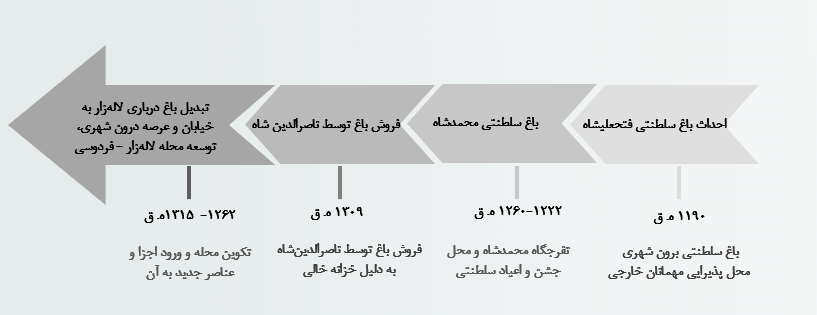 احداث باغ سلطنتی فتحعلیشاه
باغ سلطنتی محمدشاه
فروش باغ توسط ناصرالدین شاه
تبدیل باغ درباری لاله‌زار به
خیابان و عرصه درون شهری،
توسعه محله لاله‌زار - فردوسی
۱۱۹۰ ه ق
۱۲۲۲-۱۲۶۰ ه ق
۱۳۰۹ ه ق
۱۲۶۲- ۱۳۱۵ه ق
باغ سلطنتی برون شهری
محل پذیرایی مهمانان خارجی
تفرجگاه محمدشاه و محل
جشن و اعیاد سلطنتی
فروش باغ توسط ناصرالدین‌شاه
به دلیل خزانه خالی
تکوین محله و ورود اجزا و
عناصر جدید به آن